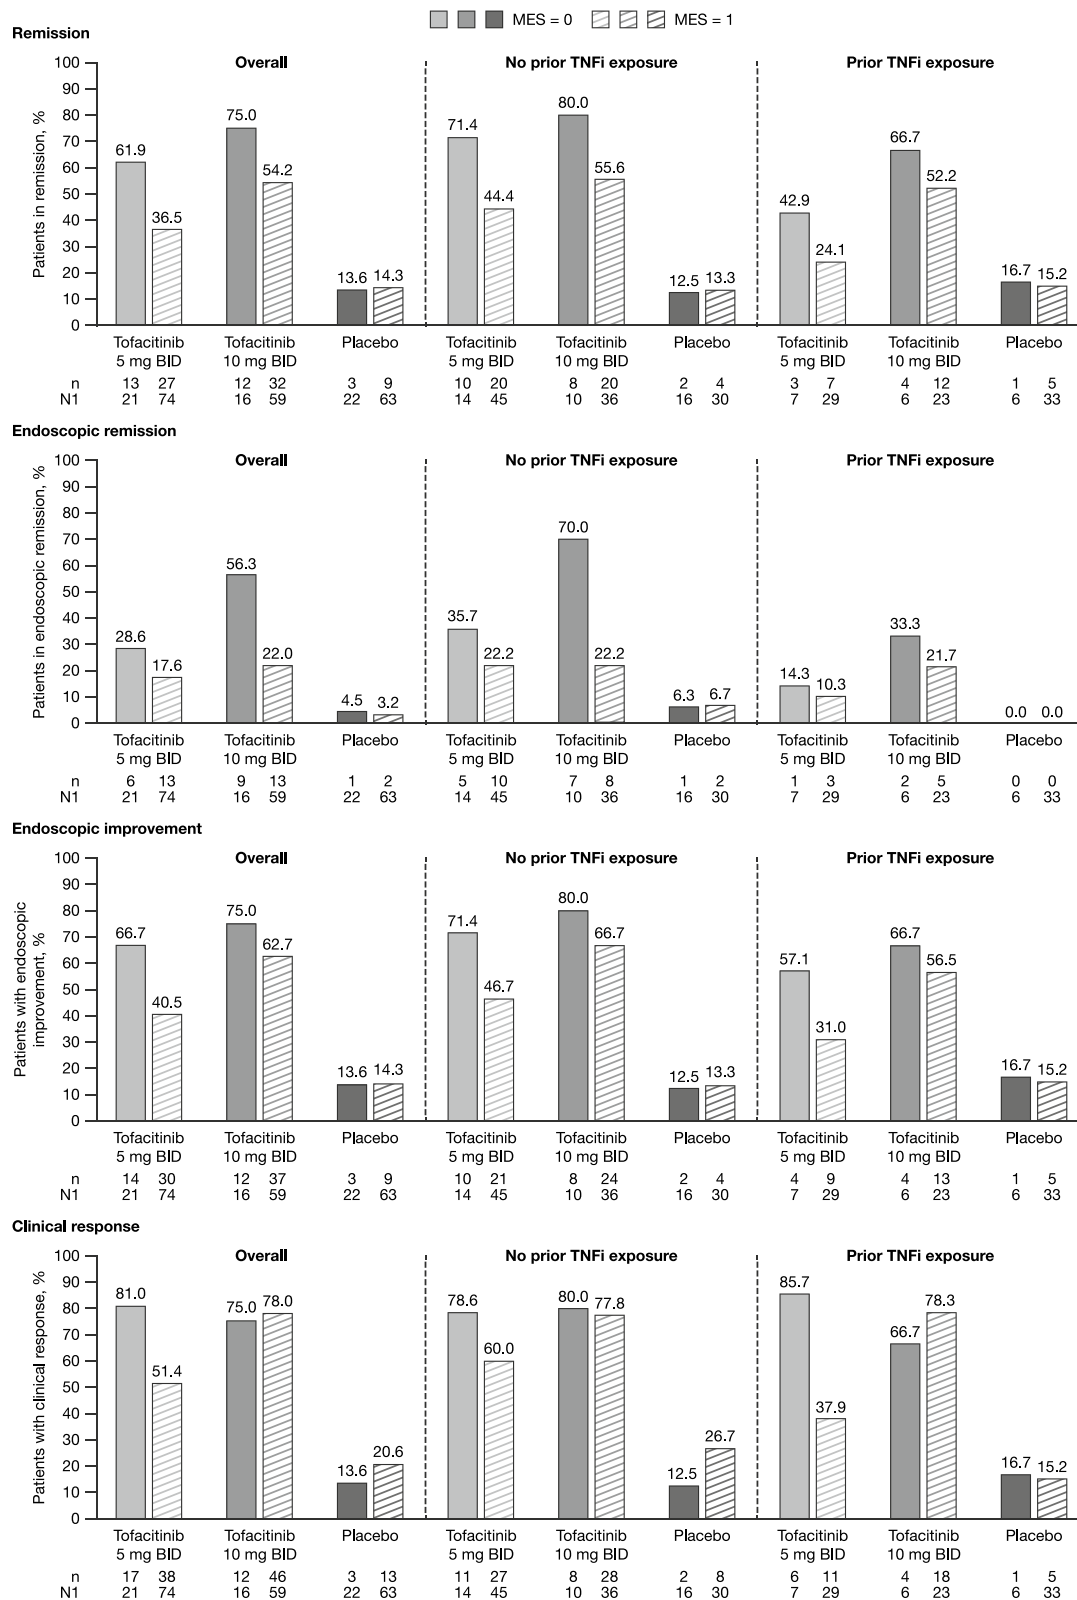 MES = 0 MES = 1
Remission
Overall No prior TNFi exposure Prior TNFi exposure
Patients in remission, %
100
90
80
70
60
50
40
30
20
10
0
61.9 36.5 75.0 54.2 13.6 14.3 71.4 44.4 80.0 55.6 12.5 13.3 42.9 24.1 66.7 52.2 16.7 15.2
Tofacitinib Tofacitinib Placebo Tofacitinib Tofacitinib Placebo Tofacitinib Tofacitinib Placebo
5 mg BID 10 mg BID 5 mg BID 10 mg BID 5 mg BID 10 mg BID
n 13 27 12 32 3 9 10 20 8 20 2 4 3 7 4 12 1 5
N1 21 74 16 59 22 63 14 45 10 36 16 30 7 29 6 23 6 33
Endoscopic remission
Overall No prior TNFi exposure Prior TNFi exposure
Patients in endoscopic remission, %
100
90
80
70
60
50
40
30
20
10
0
28.6 17.6 56.3 22.0 4.5 3.2 35.7 22.2 70.0 22.2 6.3 6.7 14.3 10.3 33.3 21.7 0.0 0.0
Tofacitinib Tofacitinib Placebo Tofacitinib Tofacitinib Placebo Tofacitinib Tofacitinib Placebo
5 mg BID 10 mg BID 5 mg BID 10 mg BID 5 mg BID 10 mg BID
n 6 13 9 13 1 2 5 10 7 8 1 2 1 3 2 5 0 0
N1 21 74 16 59 22 63 14 45 10 36 16 30 7 29 6 23 6 33
Endoscopic improvement
Overall No prior TNFi exposure Prior TNFi exposure
Patients with endoscopic
improvement, %
100
90
80
70
60
50
40
30
20
10
0
66.7 40.5 75.0 62.7 13.6 14.3 71.4 46.7 80.0 66.7 12.5 13.3 57.1 31.0 66.7 56.5 16.7 15.2
Tofacitinib Tofacitinib Placebo Tofacitinib Tofacitinib Placebo Tofacitinib Tofacitinib Placebo
5 mg BID 10 mg BID 5 mg BID 10 mg BID 5 mg BID 10 mg BID
n 14 30 12 37 3 9 10 21 8 24 2 4 4 9 4 13 1 5
N1 21 74 16 59 22 63 14 45 10 36 16 30 7 29 6 23 6 33
Clinical response
Overall No prior TNFi exposure Prior TNFi exposure
Patients with clinical response, %
100
90
80
70
60
50
40
30
20
10
0
81.0 51.4 75.0 78.0 13.6 20.6 78.6 60.0 80.0 77.8 12.5 26.7 85.7 37.9 66.7 78.3 16.7 15.2
Tofacitinib Tofacitinib Placebo Tofacitinib Tofacitinib Placebo Tofacitinib Tofacitinib Placebo
5 mg BID 10 mg BID 5 mg BID 10 mg BID 5 mg BID 10 mg BID
n 17 38 12 46 3 13 11 27 8 28 2 8 6 11 4 18 1 5
N1 21 74 16 59 22 63 14 45 10 36 16 30 7 29 6 23 6 33